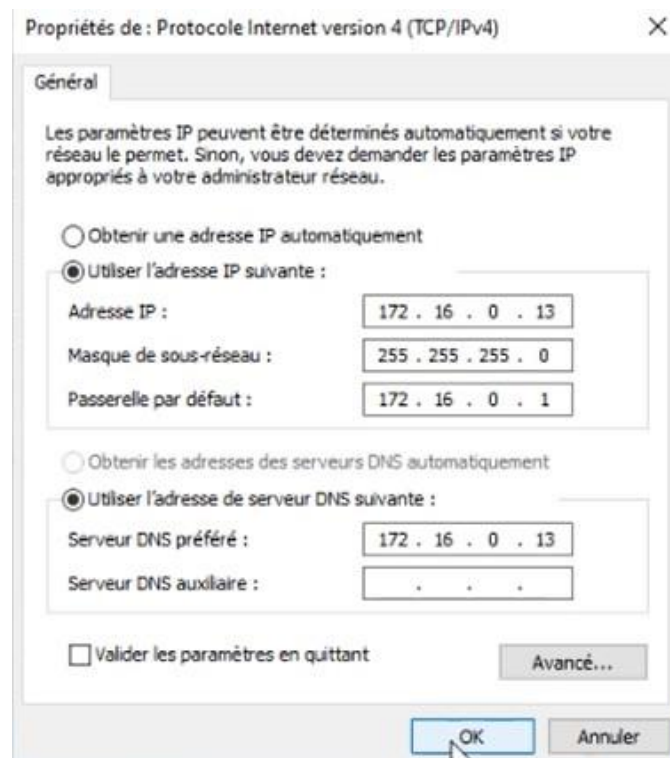 Propriétés de : Protocole Internet version 4 (TCP/IPv4)
Général
Les paramètres IP peuvent être déterminés automatiquement si votre
réseau le permet. Sinon, vous devez demander les paramètres IP
appropriés à votre administrateur réseau.
Obtenir une adresse IP automatiquement
Utiliser l'adresse IP suivante :
Adresse IP : 172 . 16 . 0 . 13
Masque de sous-réseau : 255 . 255 . 255 . 0
Passerelle par défaut : 172 . 16 . 0 . 1
Obtenir les adresses des serveurs DNS automatiquement
Utiliser l'adresse de serveur DNS suivante :
Serveur DNS préféré : 172 . 16 . 0 . 13
Serveur DNS auxiliaire : . . .
Valider les paramètres en quittant
Avancé...
OK Annuler